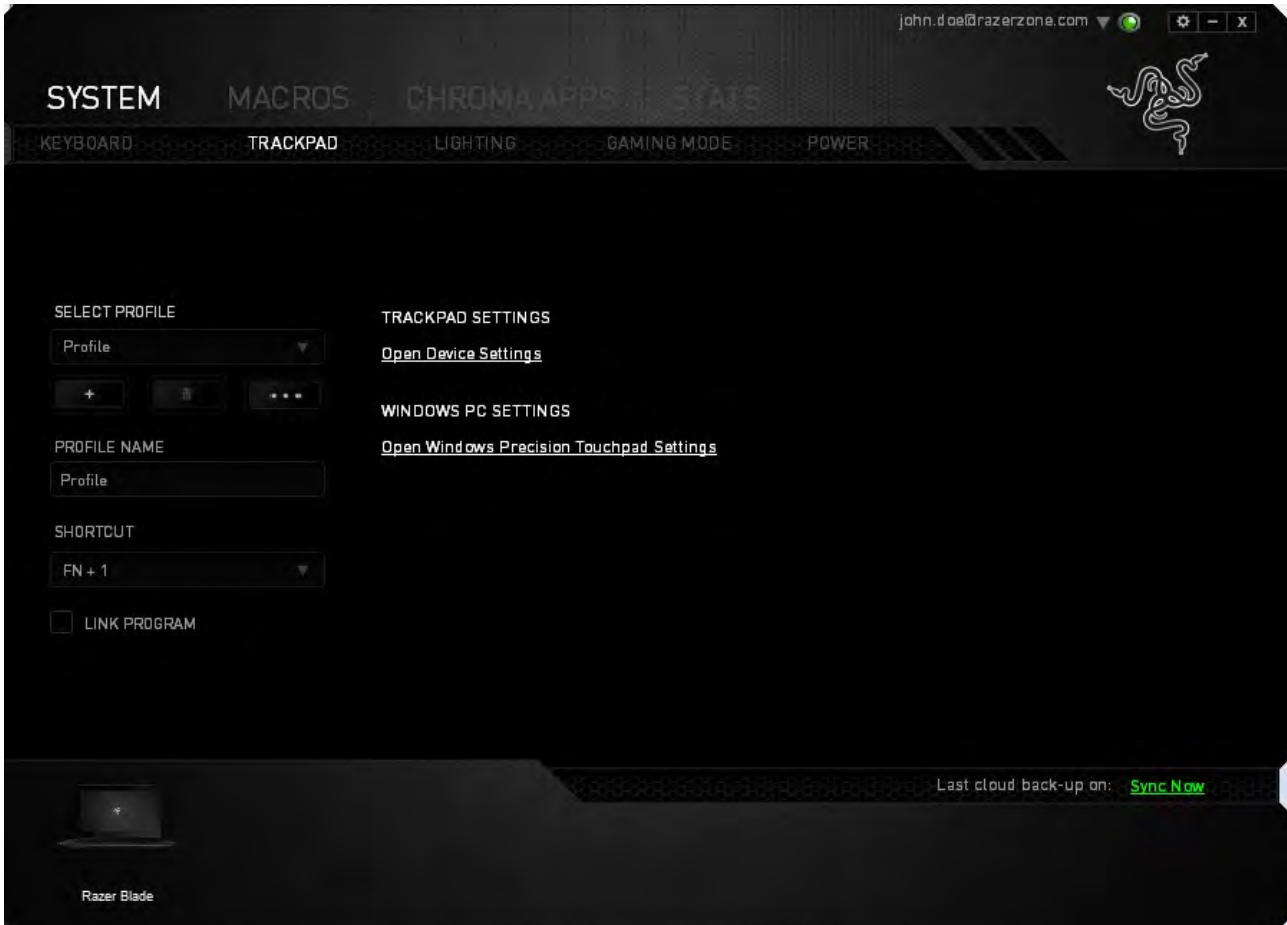 john.doe@razerzone.com
SYSTEM MACROS CHROMA APPS STATS
KEYBOARD TRACKPAD LIGHTING GAMING MODE POWER
SELECT PROFILE
Profile
PROFILE NAME
Profile
SHORTCUT
FN + 1
LINK PROGRAM
TRACKPAD SETTINGS
Open Device Settings
WINDOWS PC SETTINGS
Open Windows Precision Touchpad Settings
Last cloud back-up on: Sync Now
Razer Blade